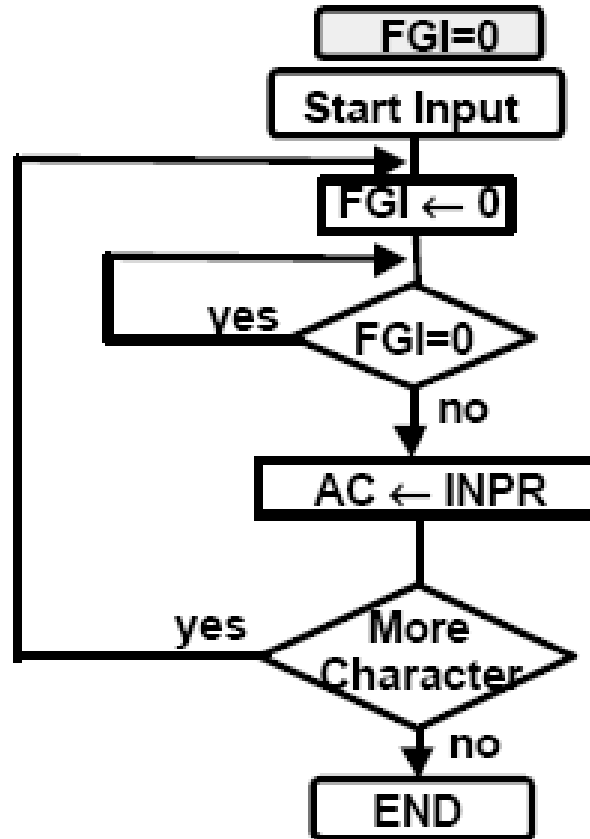 FGI=0
Start Input
FGI ← 0
yes
FGI=0
no
AC ← INPR
yes
More
Character
no
END